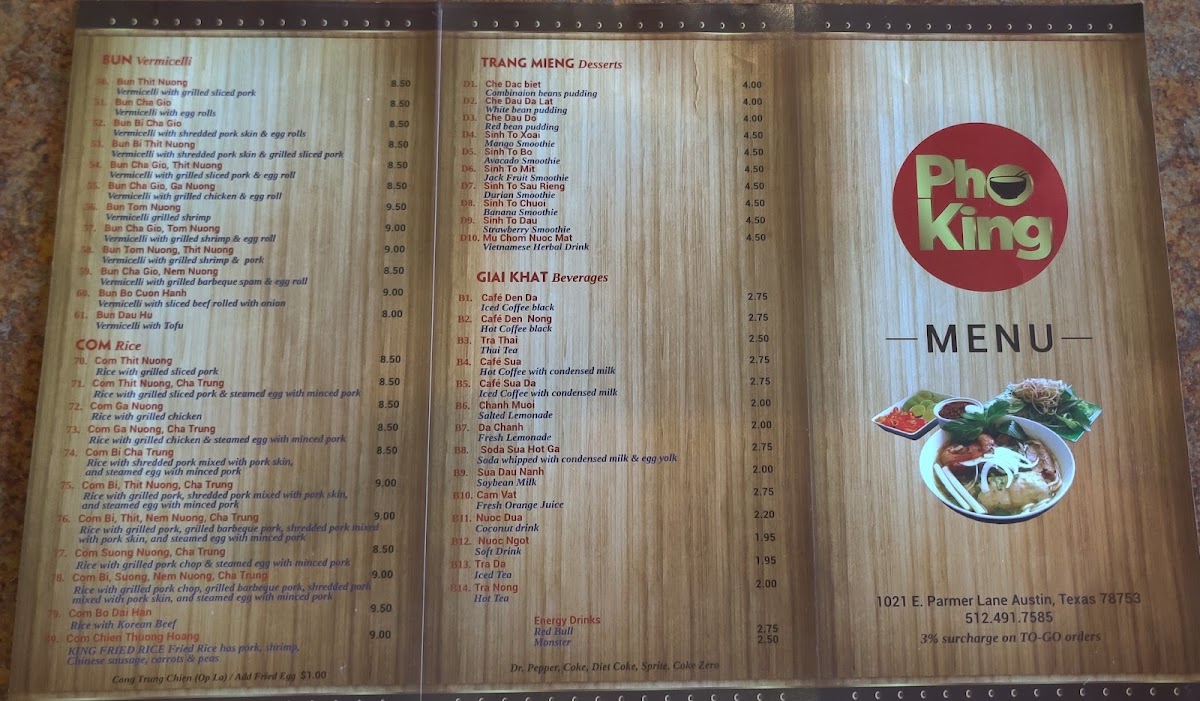 BUN Vermicelli
50. Bun Thit Nuong 8.50
Vermicelli with grilled sliced pork
51. Bun Cha Gio 8.50
Vermicelli with egg rolls
52. Bun Bi Cha Gio 8.50
Vermicelli with shredded pork skin & egg rolls
53. Bun Bi Thit Nuong 8.50
Vermicelli with shredded pork skin & grilled sliced pork
54. Bun Cha Gio, Thit Nuong 8.50
Vermicelli with grilled sliced pork & egg roll
55. Bun Cha Gio, Ga Nuong 8.50
Vermicelli with grilled chicken & egg roll
56. Bun Tom Nuong 9.50
Vermicelli grilled shrimp
57. Bun Cha Gio, Tom Nuong 9.00
Vermicelli with grilled shrimp & egg roll
58. Bun Tom Nuong, Thit Nuong 9.00
Vermicelli with grilled shrimp & pork
59. Bun Cha Gio, Nem Nuong 8.50
Vermicelli with grilled barbeque spam & egg roll
60. Bun Bo Cuon Hanh 9.00
Vermicelli with sliced beef rolled with onion
61. Bun Dau Hu 8.00
Vermicelli with Tofu
COM Rice
70. Com Thit Nuong 8.50
Rice with grilled sliced pork
71. Com Thit Nuong, Cha Trung 8.50
Rice with grilled sliced pork & steamed egg with minced pork
72. Com Ga Nuong 8.50
Rice with grilled chicken
73. Com Ga Nuong, Cha Trung 8.50
Rice with grilled chicken & steamed egg with minced pork
74. Com Bi Cha Trung 8.50
Rice with shredded pork mixed with pork skin,
and steamed egg with minced pork
75. Com Bi, Thit Nuong, Cha Trung 9.00
Rice with grilled pork, shredded pork mixed with pork skin,
and steamed egg with minced pork
76. Com Bi, Thit, Nem Nuong, Cha Trung 9.00
Rice with grilled pork, grilled barbeque pork, shredded pork mixed
with pork skin, and steamed egg with minced pork
77. Com Suong Nuong, Cha Trung 8.50
Rice with grilled pork chop & steamed egg with minced pork
78. Com Bi, Suong, Nem Nuong, Cha Trung 9.00
Rice with grilled pork chop, grilled barbeque pork, shredded pork
mixed with pork skin, and steamed egg with minced pork
79. Com Bo Dai Han 9.50
Rice with Korean Beef
Com Chien Thuong Hoang 9.00
KING FRIED RICE Fried Rice has pork, shrimp,
Chinese sausage, carrots & peas
Cong Trung Chien (Op La) / Add Fried Egg $1.00
TRANG MIENG Desserts
D1. Che Dac biet 4.00
Combinaion beans pudding
D2. Che Dau Da Lat 4.00
White bean pudding
D3. Che Dau Do 4.00
Red bean pudding
D4. Sinh To Xoai 4.50
Mango Smoothie
D5. Sinh To Bo 4.50
Avacado Smoothie
D6. Sinh To Mit 4.50
Jack Fruit Smoothie
D7. Sinh To Sau Rieng 4.50
Durian Smoothie
D8. Sinh To Chuoi 4.50
Banana Smoothie
D9. Sinh To Dau 4.50
Strawberry Smoothie
D10. Mu Chom Nuoc Mat 4.50
Vietnamese Herbal Drink
GIAI KHAT Beverages
B1. Café Den Da 2.75
Iced Coffee black
B2. Café Den Nong 2.75
Hot Coffee black
B3. Tra Thai 2.50
Thai Tea
B4. Café Sua 2.75
Hot Coffee with condensed milk
B5. Café Sua Da 2.75
Iced Coffee with condensed milk
B6. Chanh Muoi 2.00
Salted Lemonade
B7. Da Chanh 2.00
Fresh Lemonade
B8. Soda Sua Hot Ga 2.75
Soda whipped with condensed milk & egg yolk
B9. Sua Dau Nanh 2.00
Soybean Milk
B10. Cam Vat 2.75
Fresh Orange Juice
B11. Nuoc Dua 2.20
Coconut drink
B12. Nuoc Ngot 1.95
Soft Drink
B13. Tra Da 1.95
Iced Tea
B14. Tra Nong 2.00
Hot Tea
Energy Drinks
Red Bull 2.75
Monster 2.50
Dr. Pepper, Coke, Diet Coke, Sprite, Coke Zero
Pho
King
MENU
1021 E. Parmer Lane Austin, Texas 78753
512.491.7585
3% surcharge on TO-GO orders